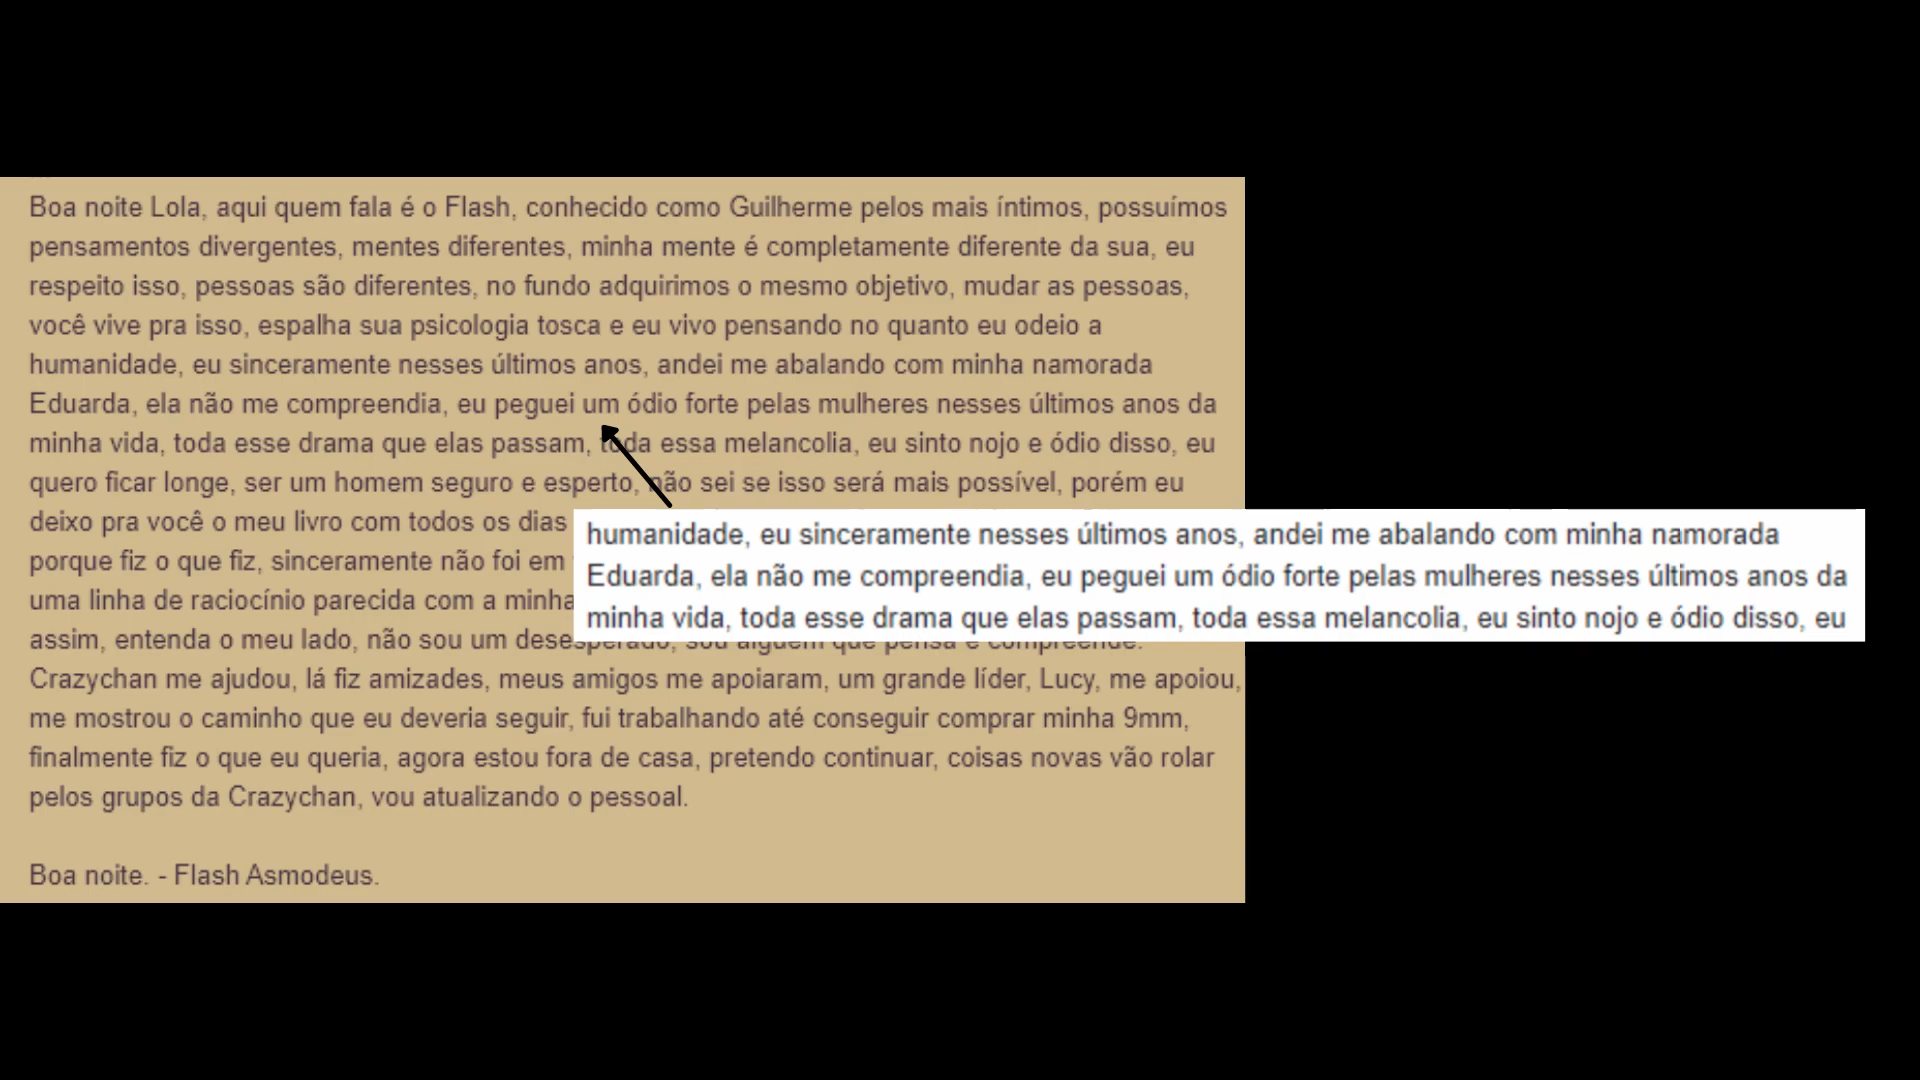 Boa noite Lola, aqui quem fala é o Flash, conhecido como Guilherme pelos mais íntimos, possuímos
pensamentos divergentes, mentes diferentes, minha mente é completamente diferente da sua, eu
respeito isso, pessoas são diferentes, no fundo adquirimos o mesmo objetivo, mudar as pessoas,
você vive pra isso, espalha sua psicologia tosca e eu vivo pensando no quanto eu odeio a
humanidade, eu sinceramente nesses últimos anos, andei me abalando com minha namorada
Eduarda, ela não me compreendia, eu peguei um ódio forte pelas mulheres nesses últimos anos da
minha vida, toda esse drama que elas passam, toda essa melancolia, eu sinto nojo e ódio disso, eu
quero ficar longe, ser um homem seguro e esperto, não sei se isso será mais possível, porém eu
deixo pra você o meu livro com todos os dias
porque fiz o que fiz, sinceramente não foi em
uma linha de raciocínio parecida com a minha
assim, entenda o meu lado, não sou um desesperado, sou alguém que pensa e compreende.
Crazychan me ajudou, lá fiz amizades, meus amigos me apoiaram, um grande líder, Lucy, me apoiou,
me mostrou o caminho que eu deveria seguir, fui trabalhando até conseguir comprar minha 9mm,
finalmente fiz o que eu queria, agora estou fora de casa, pretendo continuar, coisas novas vão rolar
pelos grupos da Crazychan, vou atualizando o pessoal.
Boa noite. - Flash Asmodeus.
humanidade, eu sinceramente nesses últimos anos, andei me abalando com minha namorada
Eduarda, ela não me compreendia, eu peguei um ódio forte pelas mulheres nesses últimos anos da
minha vida, toda esse drama que elas passam, toda essa melancolia, eu sinto nojo e ódio disso, eu